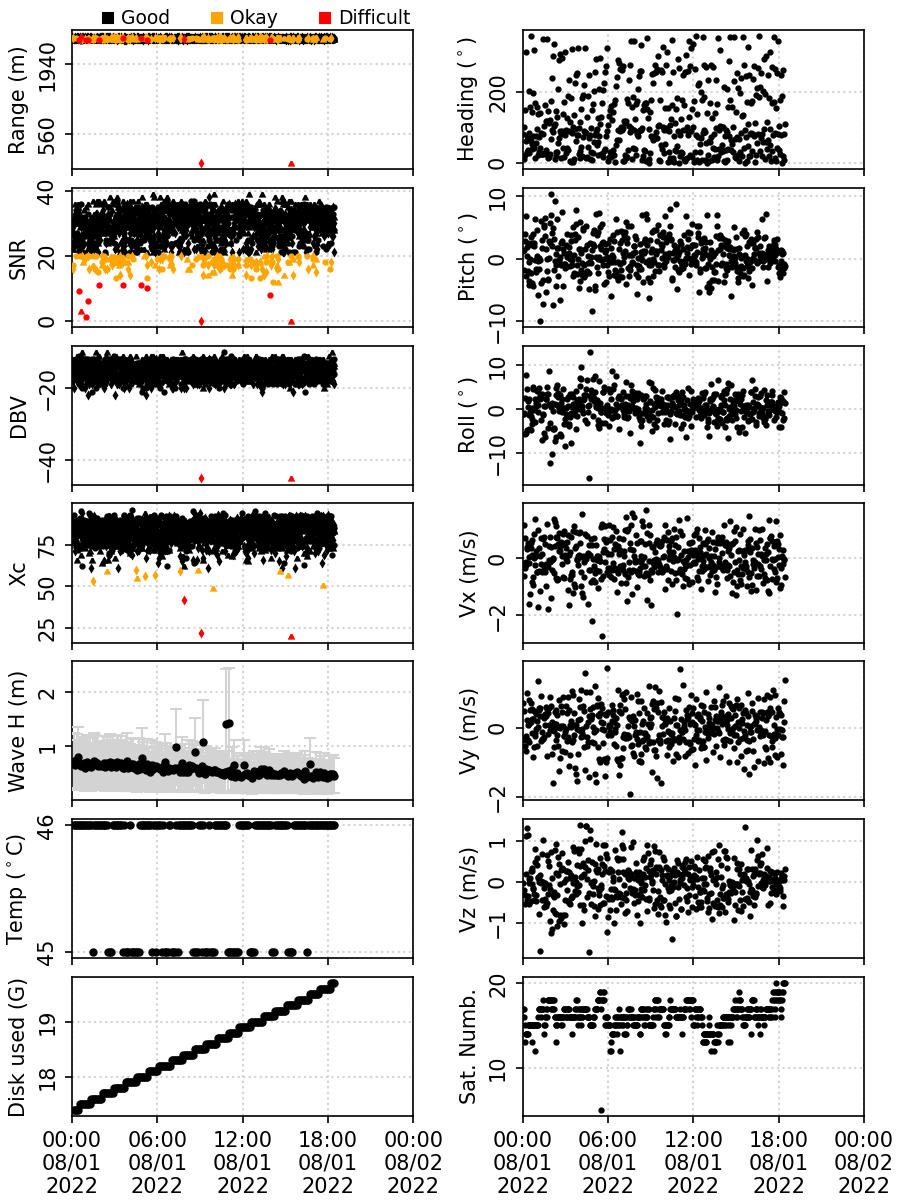 Good Okay Difficult
Range (m)
1940
560
Heading (°)
200
0
SNR
40
20
0
Pitch (°)
10
0
−10
DBV
−20
−40
Roll (°)
10
0
−10
Xc
75
50
25
Vx (m/s)
0
−2
Wave H (m)
2
1
Vy (m/s)
0
−2
Temp (°C)
46
45
Vz (m/s)
1
0
−1
Disk used (G)
19
18
Sat. Numb.
20
10
00:00 06:00 12:00 18:00 00:00
08/01 08/01 08/01 08/01 08/02
2022 2022 2022 2022 2022
00:00 06:00 12:00 18:00 00:00
08/01 08/01 08/01 08/01 08/02
2022 2022 2022 2022 2022